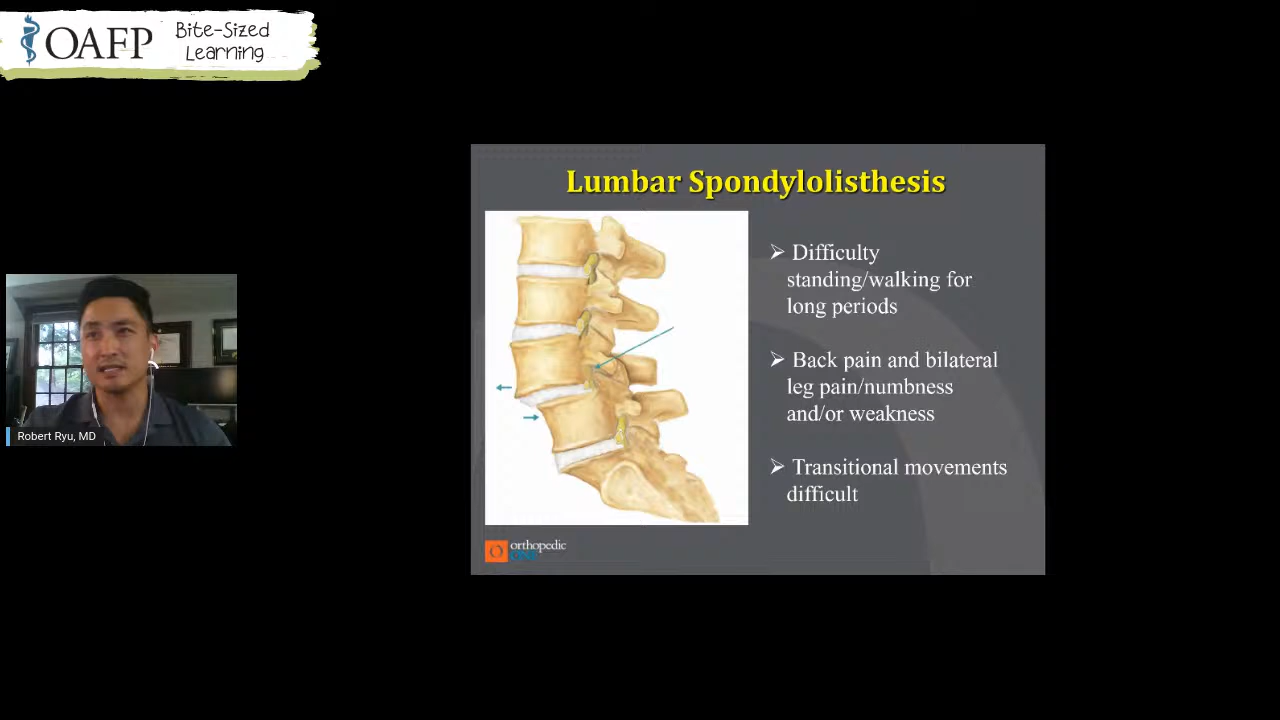 OAFP
Bite-Sized
Learning
Lumbar Spondylolisthesis
➢ Difficulty
standing/walking for
long periods
➢ Back pain and bilateral
leg pain/numbness
and/or weakness
➢ Transitional movements
difficult
orthopedic
ONE
Robert Ryu, MD